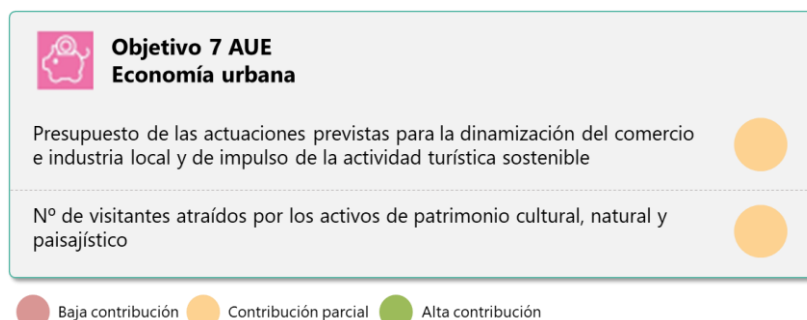 Objetivo 7 AUE
Economía urbana
Presupuesto de las actuaciones previstas para la dinamización del comercio
e industria local y de impulso de la actividad turística sostenible
Nº de visitantes atraídos por los activos de patrimonio cultural, natural y
paisajístico
Baja contribución Contribución parcial Alta contribución